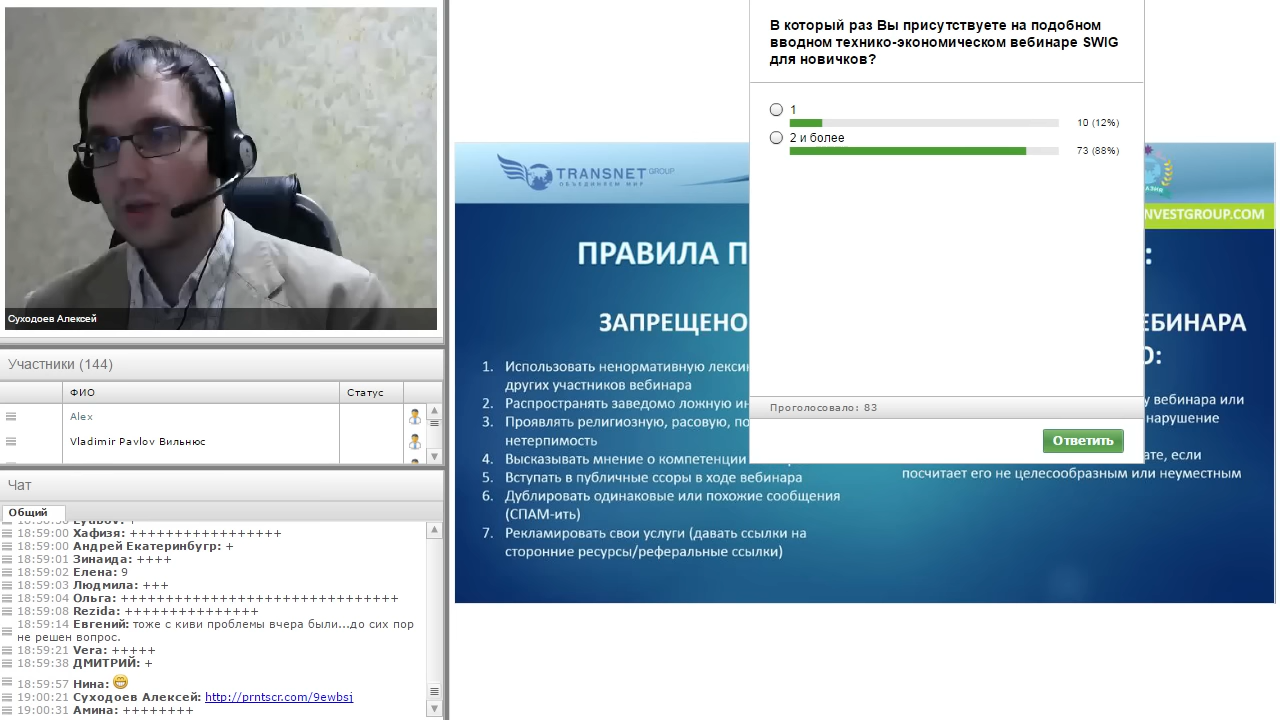 Суходоев Алексей
Участники (144)
ФИО
Статус
Alex
Vladimir Pavlov Вильнюс
Чат
Общий
Lyubov: +
18:59:00 Хафизя: +++++++++++++++++
18:59:00 Андрей Екатеринбугр: +
18:59:01 Зинаида: ++++
18:59:02 Елена: 9
18:59:03 Людмила: +++
18:59:04 Ольга: +++++++++++++++++++++++++++++++
18:59:08 Rezida: +++++++++++++++
18:59:14 Евгений: тоже с киви проблемы вчера были...до сих пор
не решен вопрос.
18:59:21 Vera: +++++
18:59:38 ДМИТРИЙ: +
18:59:57 Нина:
19:00:21 Суходоев Алексей: http://prntscr.com/9ewbsj
19:00:31 Амина: ++++++++
В который раз Вы присутствуете на подобном
вводном технико-экономическом вебинаре SWIG
для новичков?
1
10 (12%)
2 и более
73 (88%)
Проголосовало: 83
Ответить
TRANSNET GROUP
ОБЪЕДИНЯЕМ МИР
NVESTGROUP.COM
ПРАВИЛА П
:
ЗАПРЕЩЕНО
1. Использовать ненормативную лекси
других участников вебинара
2. Распространять заведомо ложную ин
3. Проявлять религиозную, расовую, по
нетерпимость
4. Высказывать мнение о компетенции
5. Вступать в публичные ссоры в ходе вебинара
6. Дублировать одинаковые или похожие сообщения
(СПАМ-ить)
7. Рекламировать свои услуги (давать ссылки на
сторонние ресурсы/реферальные ссылки)
ЕБИНАРА
О:
у вебинара или
нарушение
ате, если
посчитает его не целесообразным или неуместным